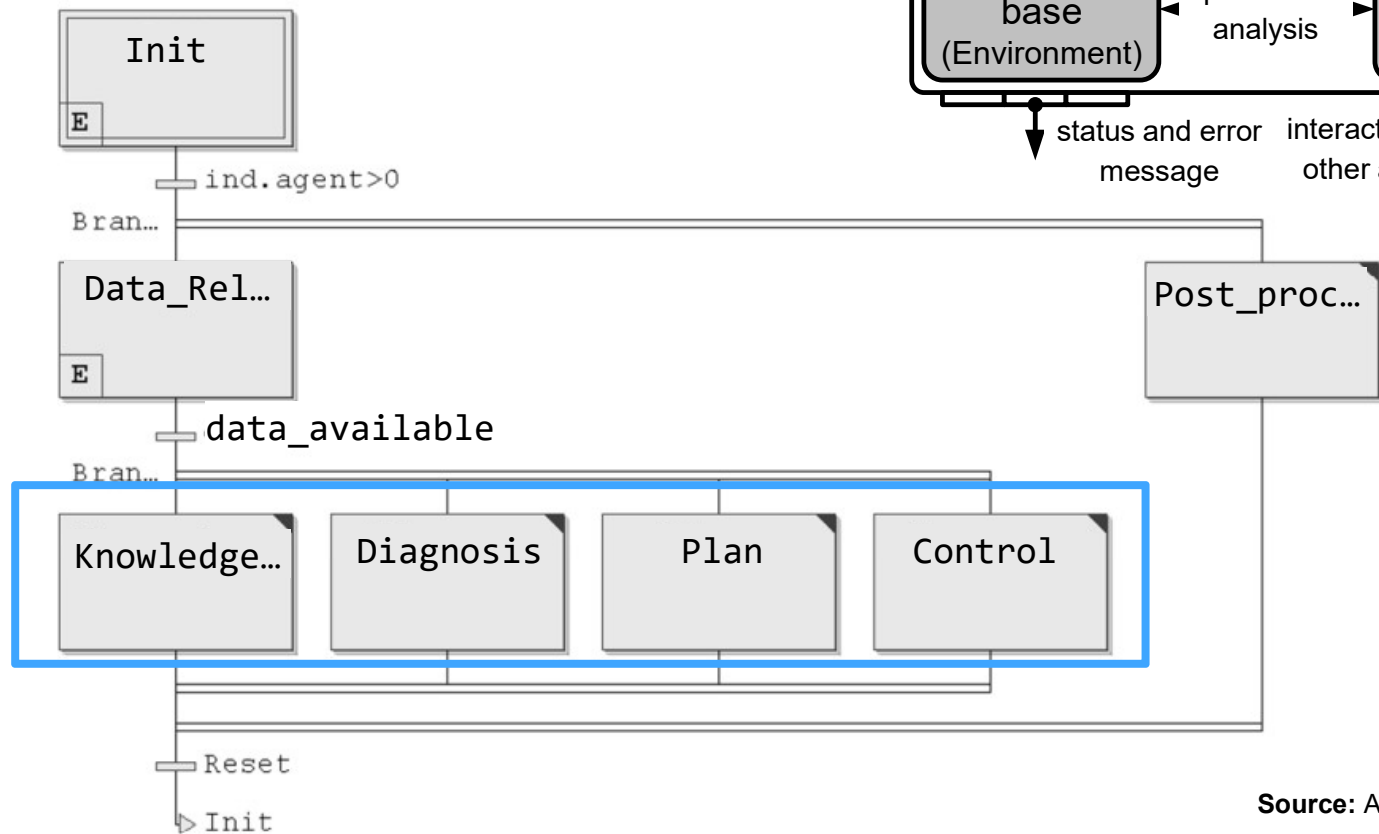 base
(Environment)
analysis
status and error
message
interact
other
Init
E
ind.agent>0
Bran…
Data_Rel…
E
Post_proc…
data_available
Bran…
Knowledge…
Diagnosis
Plan
Control
Reset
Init
Source: A